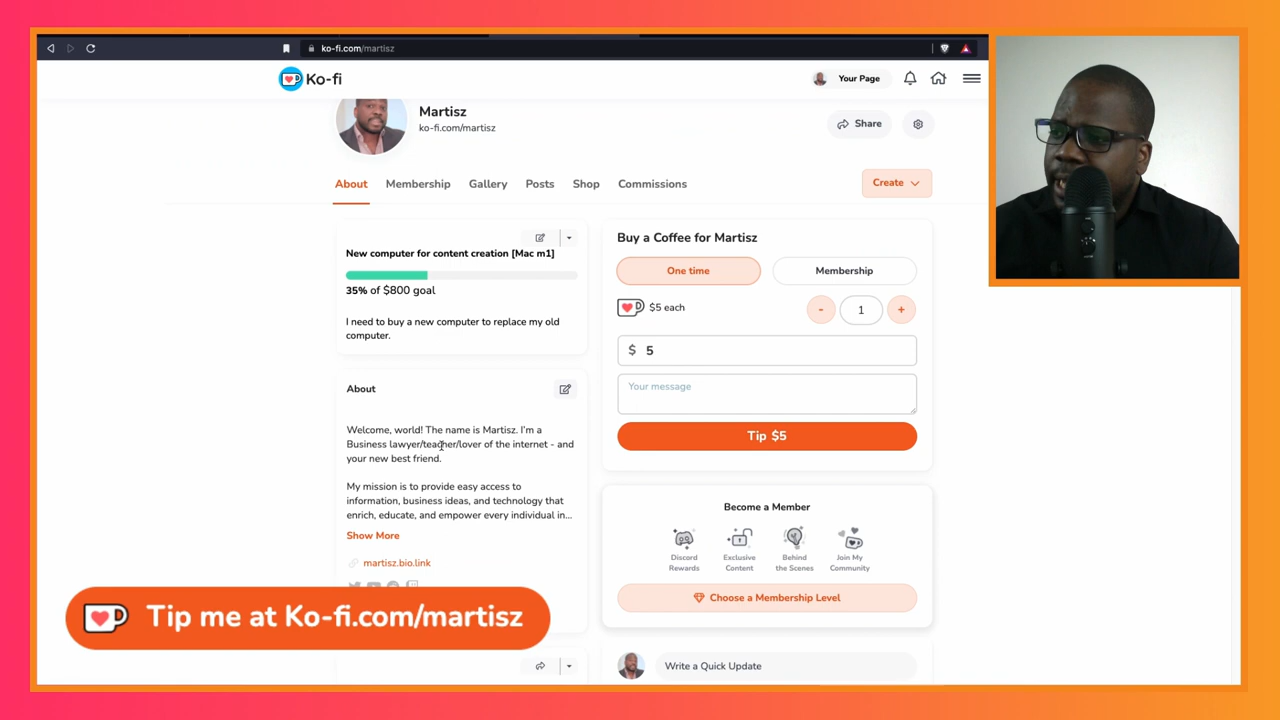 ko-fi.com/martisz
Ko-fi
Your Page
Martisz
ko-fi.com/martisz
Share
About
Membership
Gallery
Posts
Shop
Commissions
Create
New computer for content creation [Mac m1]
35% of $800 goal
I need to buy a new computer to replace my old
computer.
About
Welcome, world! The name is Martisz. I'm a
Business lawyer/teacher/lover of the internet - and
your new best friend.
My mission is to provide easy access to
information, business ideas, and technology that
enrich, educate, and empower every individual in...
Show More
martisz.bio.link
Buy a Coffee for Martisz
One time
Membership
$5 each
-
1
+
$ 5
Your message
Tip $5
Become a Member
Discord
Rewards
Exclusive
Content
Behind
the Scenes
Join My
Community
Choose a Membership Level
Write a Quick Update
Tip me at Ko-fi.com/martisz